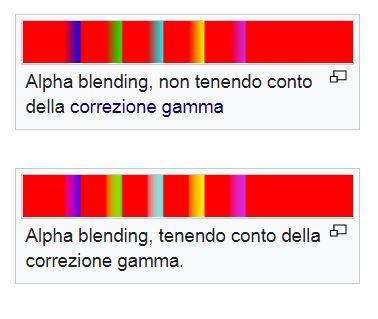 Alpha blending, non tenendo conto
della correzione gamma
Alpha blending, tenendo conto della
correzione gamma.